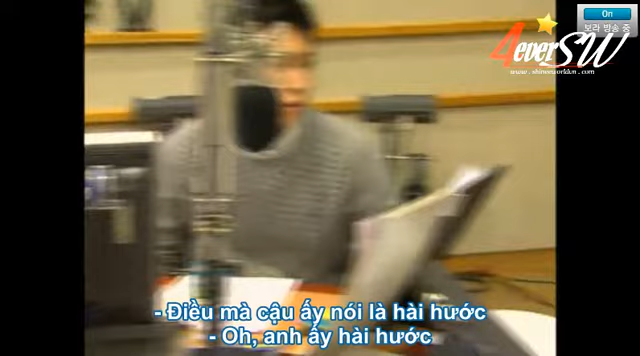 On
보라 방송 중
4everSW
www.shineeworldvn.com
- Điều mà cậu ấy nói là hài hước
- Oh, anh ấy hài hước